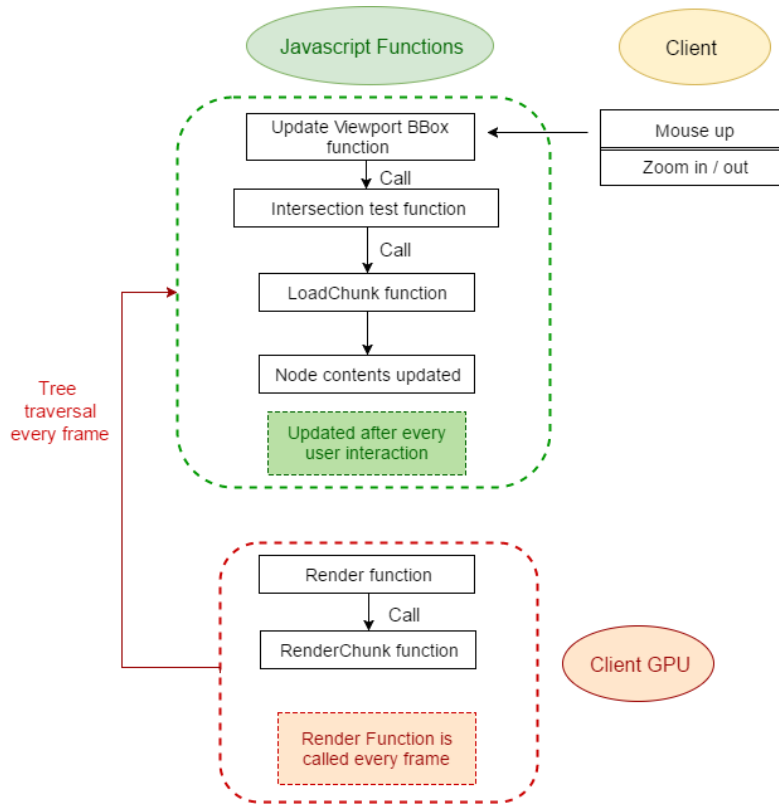 Javascript Functions
Client
Update Viewport BBox
function
Mouse up
Zoom in / out
Call
Intersection test function
Call
LoadChunk function
Node contents updated
Tree
traversal
every frame
Updated after every
user interaction
Render function
Call
RenderChunk function
Client GPU
Render Function is
called every frame